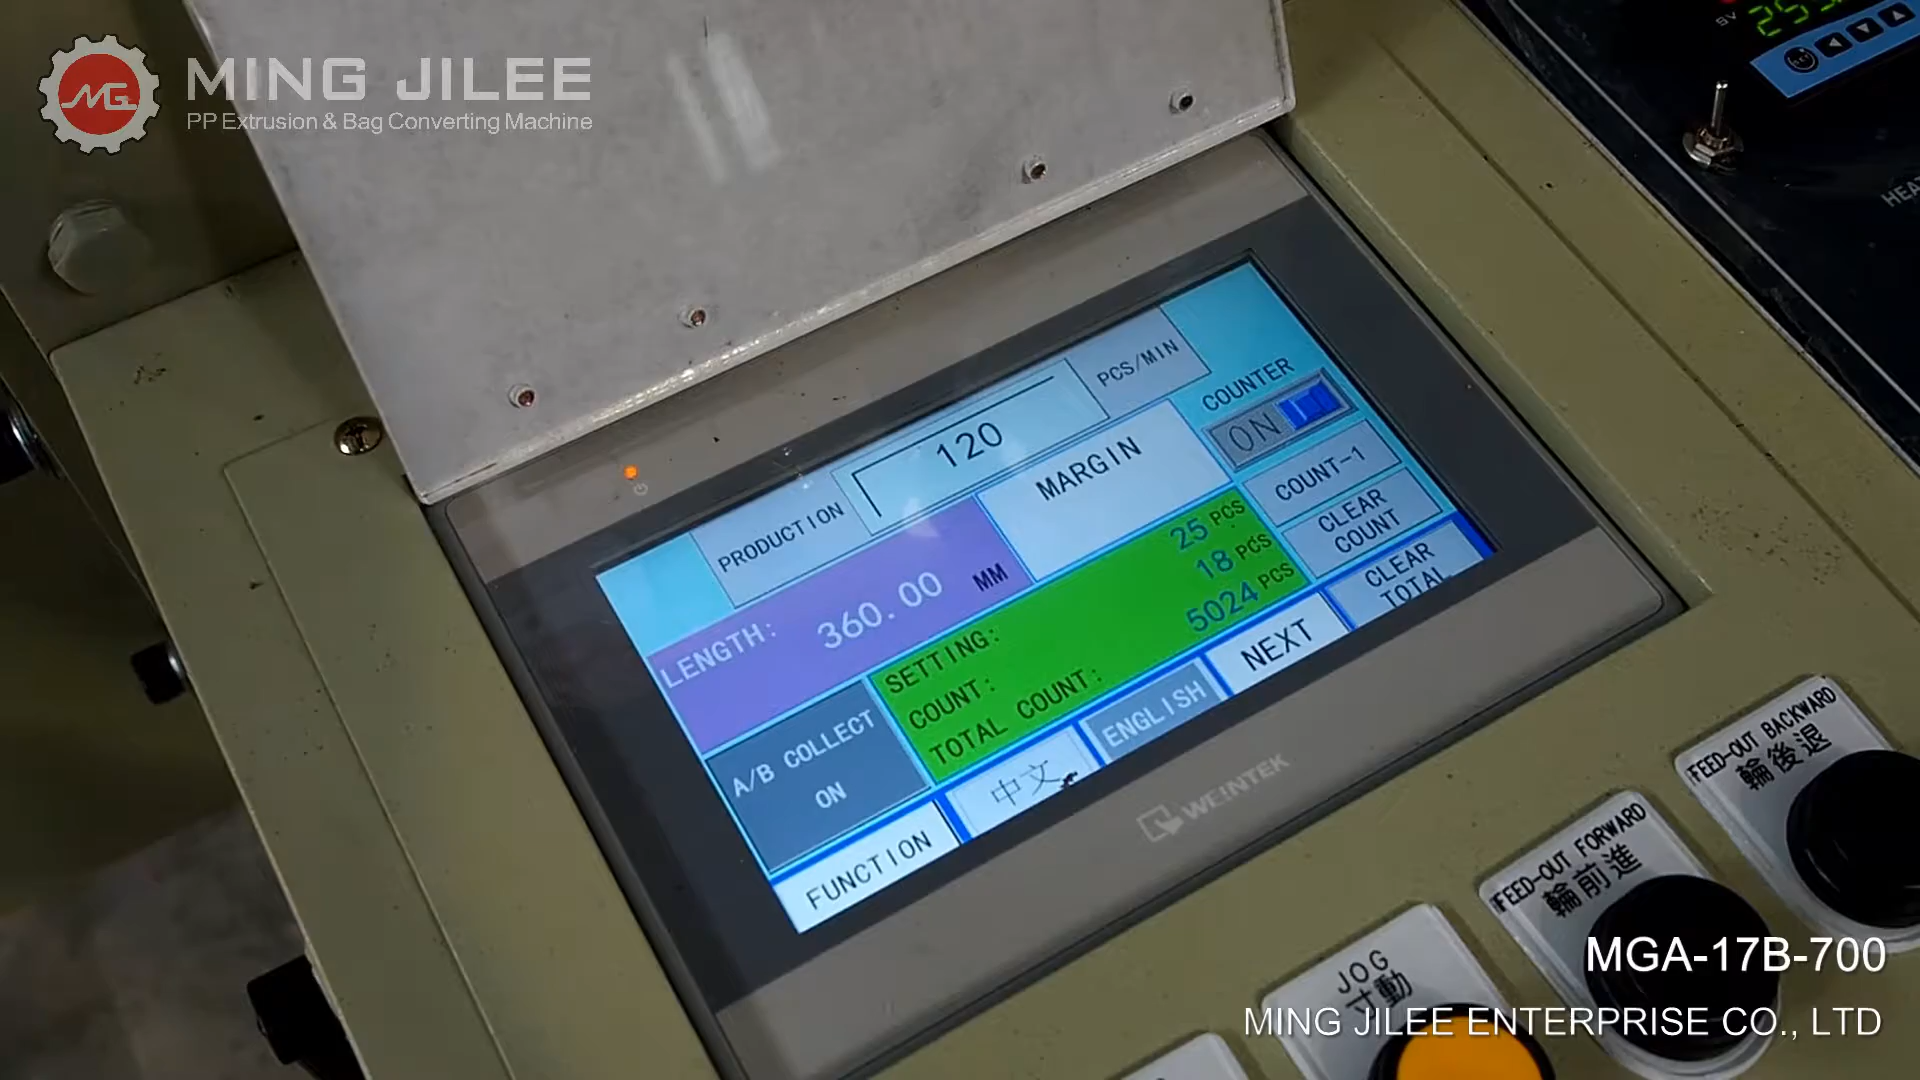 MG
MING JILEE
PP Extrusion & Bag Converting Machine
SV
SET
PCS/MIN
120
PRODUCTION
COUNTER
ON
MARGIN
COUNT-1
CLEAR
COUNT
CLEAR
TOTAL
LENGTH: 360.00 MM
SETTING: 25 PCS
COUNT: 18 PCS
TOTAL COUNT: 5024 PCS
A/B COLLECT
ON
FUNCTION
中文
ENGLISH
NEXT
WEINTEK
FEED-OUT BACKWARD
輪後退
FEED-OUT FORWARD
輪前進
JOG
寸動
MGA-17B-700
MING JILEE ENTERPRISE CO., LTD